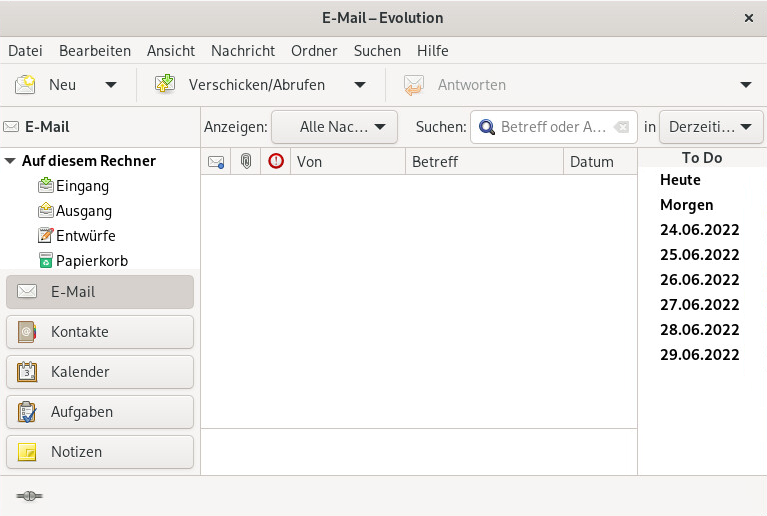 E-Mail – Evolution
Datei Bearbeiten Ansicht Nachricht Ordner Suchen Hilfe
Neu Verschicken/Abrufen Antworten
E-Mail Anzeigen: Alle Nac... Suchen: Betreff oder A... in Derzeiti...
Auf diesem Rechner
Eingang
Ausgang
Entwürfe
Papierkorb
E-Mail
Kontakte
3
Kalender
Aufgaben
Notizen
Von Betreff Datum
To Do
Heute
Morgen
24.06.2022
25.06.2022
26.06.2022
27.06.2022
28.06.2022
29.06.2022